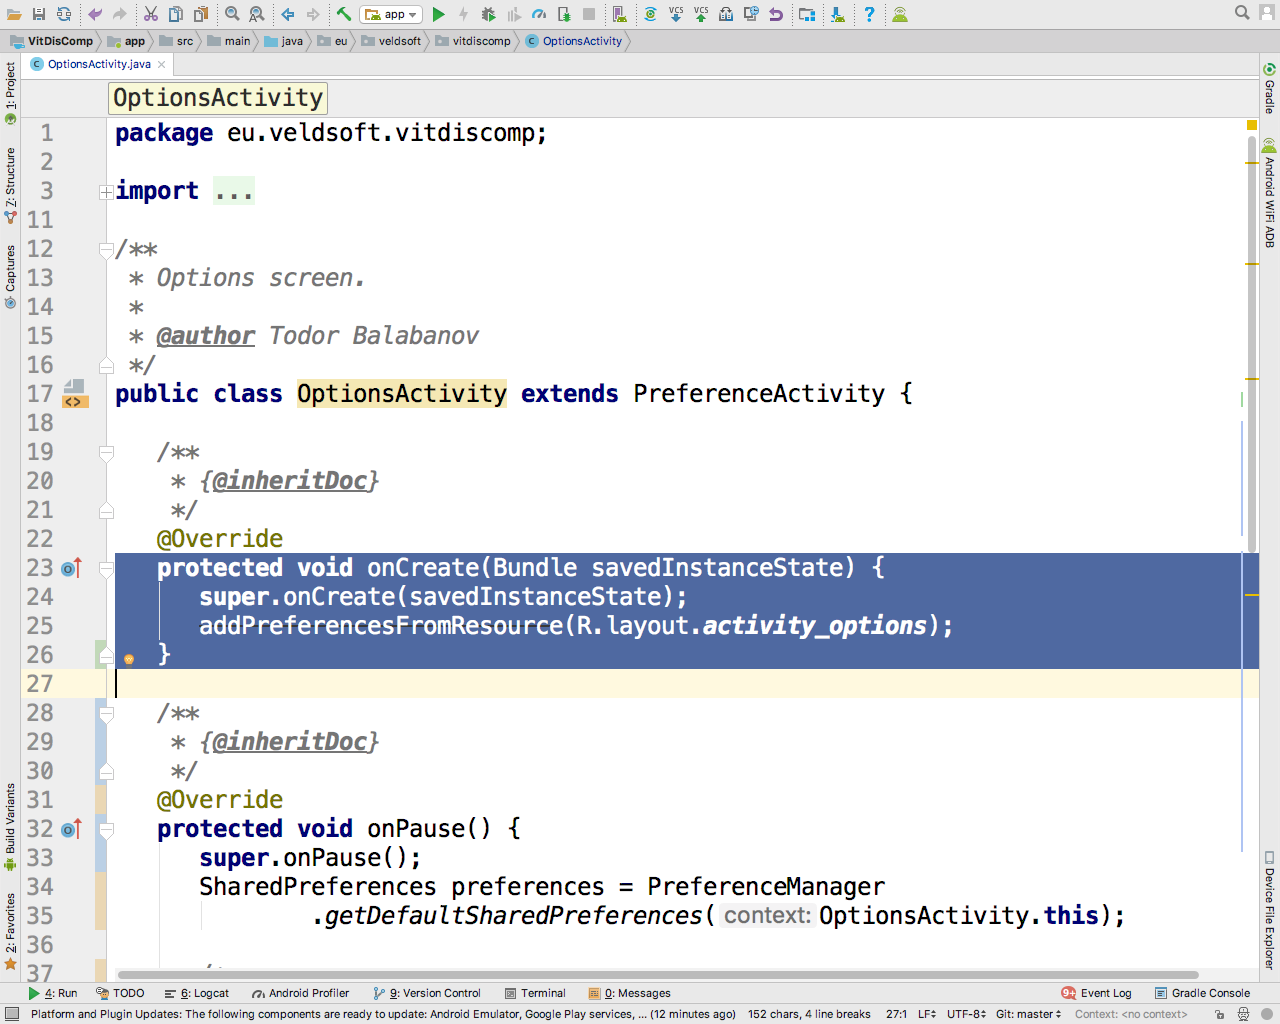 app
VitDisComp app src main java eu veldsoft vitdiscomp OptionsActivity
OptionsActivity.java
OptionsActivity
1 package eu.veldsoft.vitdiscomp;
2
3 import ...
11
12 /**
13 * Options screen.
14 *
15 * @author Todor Balabanov
16 */
17 public class OptionsActivity extends PreferenceActivity {
18
19 /**
20 * {@inheritDoc}
21 */
22 @Override
23 protected void onCreate(Bundle savedInstanceState) {
24 super.onCreate(savedInstanceState);
25 addPreferencesFromResource(R.layout.activity_options);
26 }
27
28 /**
29 * {@inheritDoc}
30 */
31 @Override
32 protected void onPause() {
33 super.onPause();
34 SharedPreferences preferences = PreferenceManager
35 .getDefaultSharedPreferences(context: OptionsActivity.this);
36
37
1: Project
7: Structure
Captures
Build Variants
2: Favorites
Gradle
Android WiFi ADB
Device File Explorer
4: Run TODO 6: Logcat Android Profiler 9: Version Control Terminal 0: Messages 9+ Event Log Gradle Console
Platform and Plugin Updates: The following components are ready to update: Android Emulator, Google Play services, ... (12 minutes ago) 152 chars, 4 line breaks 27:1 LF UTF-8 Git: master Context: <no context>